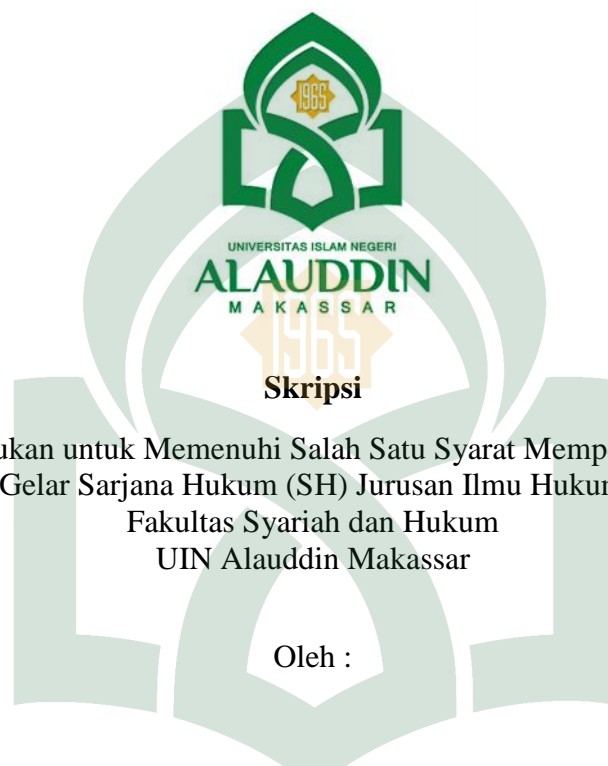 1965
UNIVERSITAS ISLAM NEGERI
ALAUDDIN
MAKASSAR
1965
Skripsi
ukan untuk Memenuhi Salah Satu Syarat Memp
Gelar Sarjana Hukum (SH) Jurusan Ilmu Hukum
Fakultas Syariah dan Hukum
UIN Alauddin Makassar
Oleh :